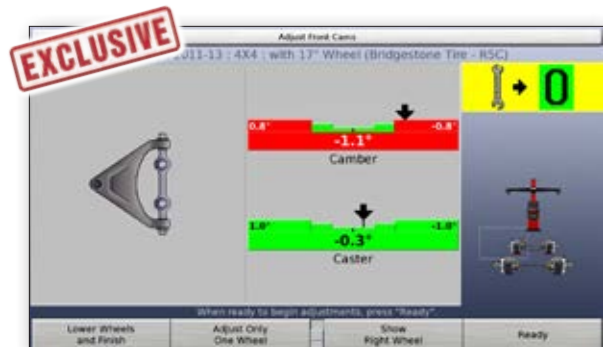 EXCLUSIVE
Adjust Front Cams
2011-13 : 4X4 : with 17" Wheel (Bridgestone Tire - R5C)
0
0.8° -0.8°
-1.1°
Camber
1.0° -1.0°
-0.3°
Caster
When ready to begin adjustments, press "Ready".
Lower Wheels and Finish
Adjust Only One Wheel
Show Right Wheel
Ready